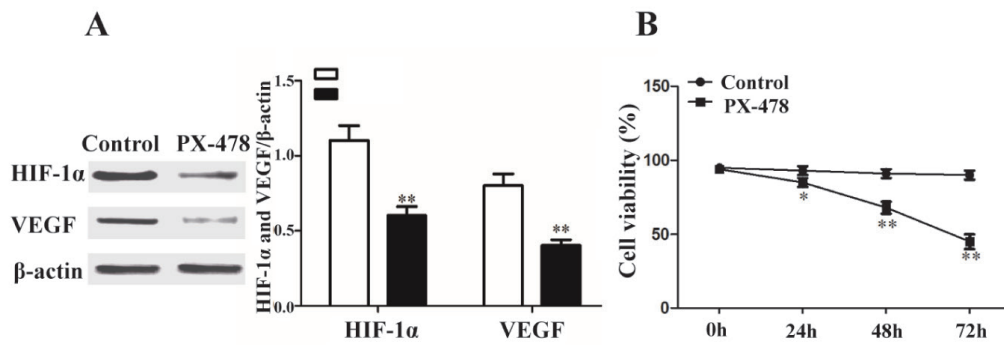 A
Control PX-478
HIF-1α
VEGF
β-actin
HIF-1α and VEGF/β-actin
1.5
1.0
0.5
0.0
**
**
HIF-1α VEGF
B
Control
PX-478
Cell viability (%)
150
100
50
0
*
**
**
0h 24h 48h 72h